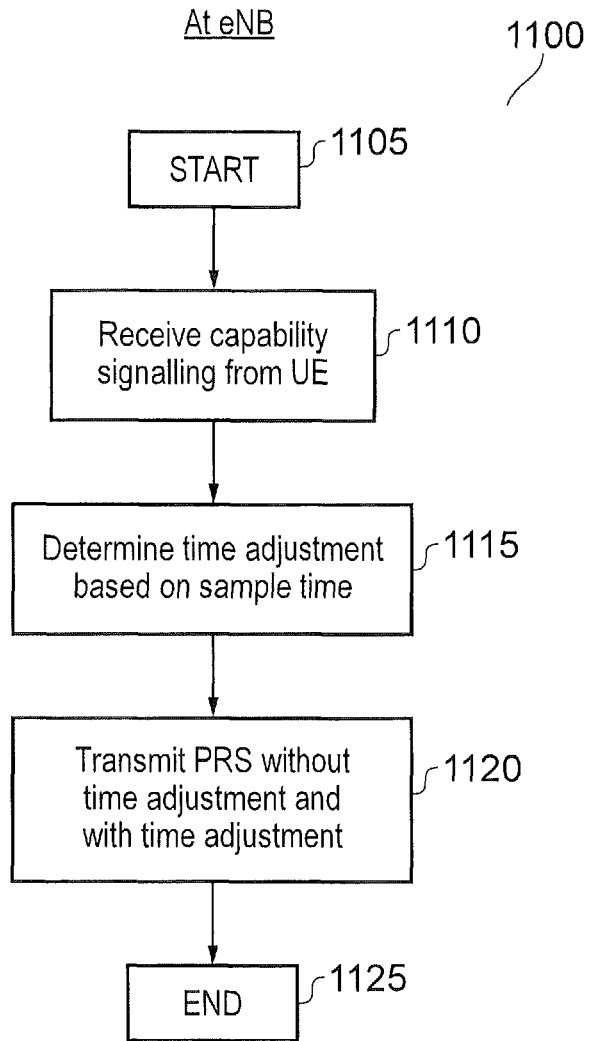 At eNB
1100
START
1105
Receive capability
signalling from UE
1110
Determine time adjustment
based on sample time
1115
Transmit PRS without
time adjustment and
with time adjustment
1120
END
1125